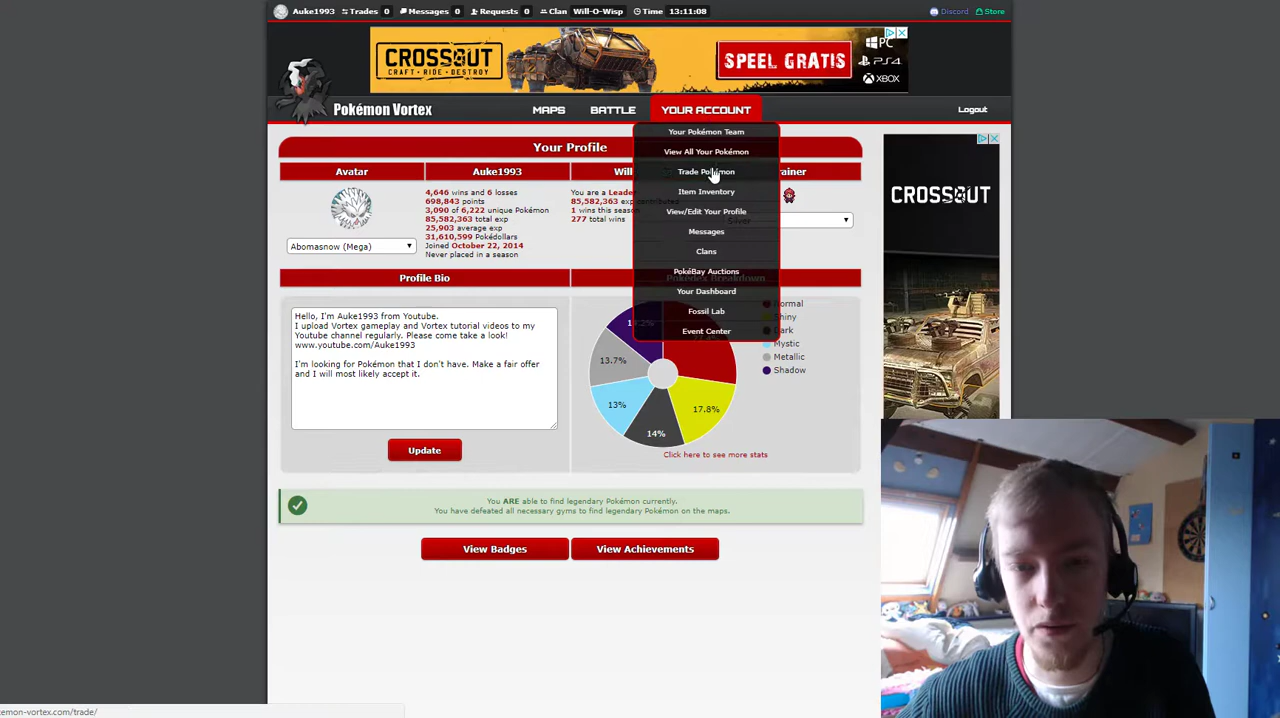 Auke1993 Trades 0 Messages 0 Requests 0 Clan Will-O-Wisp Time 13:11:08 Discord Store
CROSSOUT
CRAFT · RIDE · DESTROY
SPEEL GRATIS
PC
PS4
XBOX
Pokémon Vortex
MAPS BATTLE YOUR ACCOUNT Logout
Your Pokémon Team
View All Your Pokémon
Trade Pokémon
Item Inventory
View/Edit Your Profile
Messages
Clans
PokéBay Auctions
Your Dashboard
Fossil Lab
Event Center
Your Profile
Avatar
Abomasnow (Mega)
Auke1993
4,646 wins and 6 losses
698,843 points
3,090 of 6,222 unique Pokémon
85,582,363 total exp
25,903 average exp
31,610,599 Pokédollars
Joined October 22, 2014
Never placed in a season
Will
You are a Leader
85,582,363 exp
1 wins this
277 total wins
Profile Bio
Hello, I'm Auke1993 from Youtube.
I upload Vortex gameplay and Vortex tutorial videos to my
Youtube channel regularly. Please come take a look!
www.youtube.com/Auke1993
I'm looking for Pokémon that I don't have. Make a fair offer
and I will most likely accept it.
Update
13.7%
13%
14%
17.8%
Mystic
Metallic
Shadow
Click here to see more stats
You ARE able to find legendary Pokémon currently.
You have defeated all necessary gyms to find legendary Pokémon on the maps.
View Badges View Achievements
CROSSOUT
emon-vortex.com/trade/